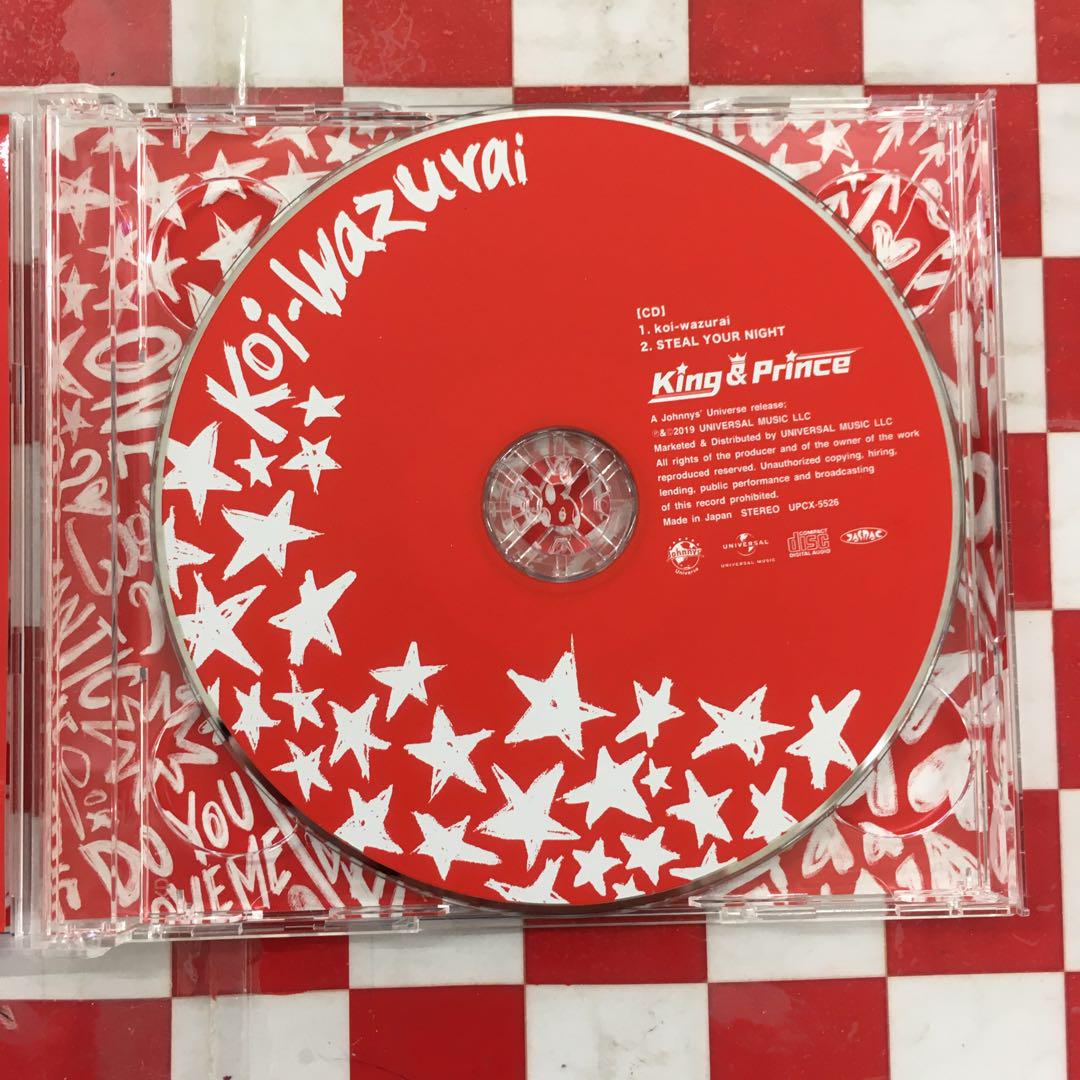 Koi-Wazurai
[CD]
1. koi-wazurai
2. STEAL YOUR NIGHT
King & Prince
A Johnnys' Universe release;
℗&©2019 UNIVERSAL MUSIC LLC
Marketed & Distributed by UNIVERSAL MUSIC LLC
All rights of the producer and of the owner of the work
reproduced reserved. Unauthorized copying, hiring,
lending, public performance and broadcasting
of this record prohibited.
Made in Japan STEREO UPCX-5526
Johnnys'
Universe
UNIVERSAL
UNIVERSAL MUSIC
COMPACT
disc
DIGITAL AUDIO
JASRAC
DO YOU